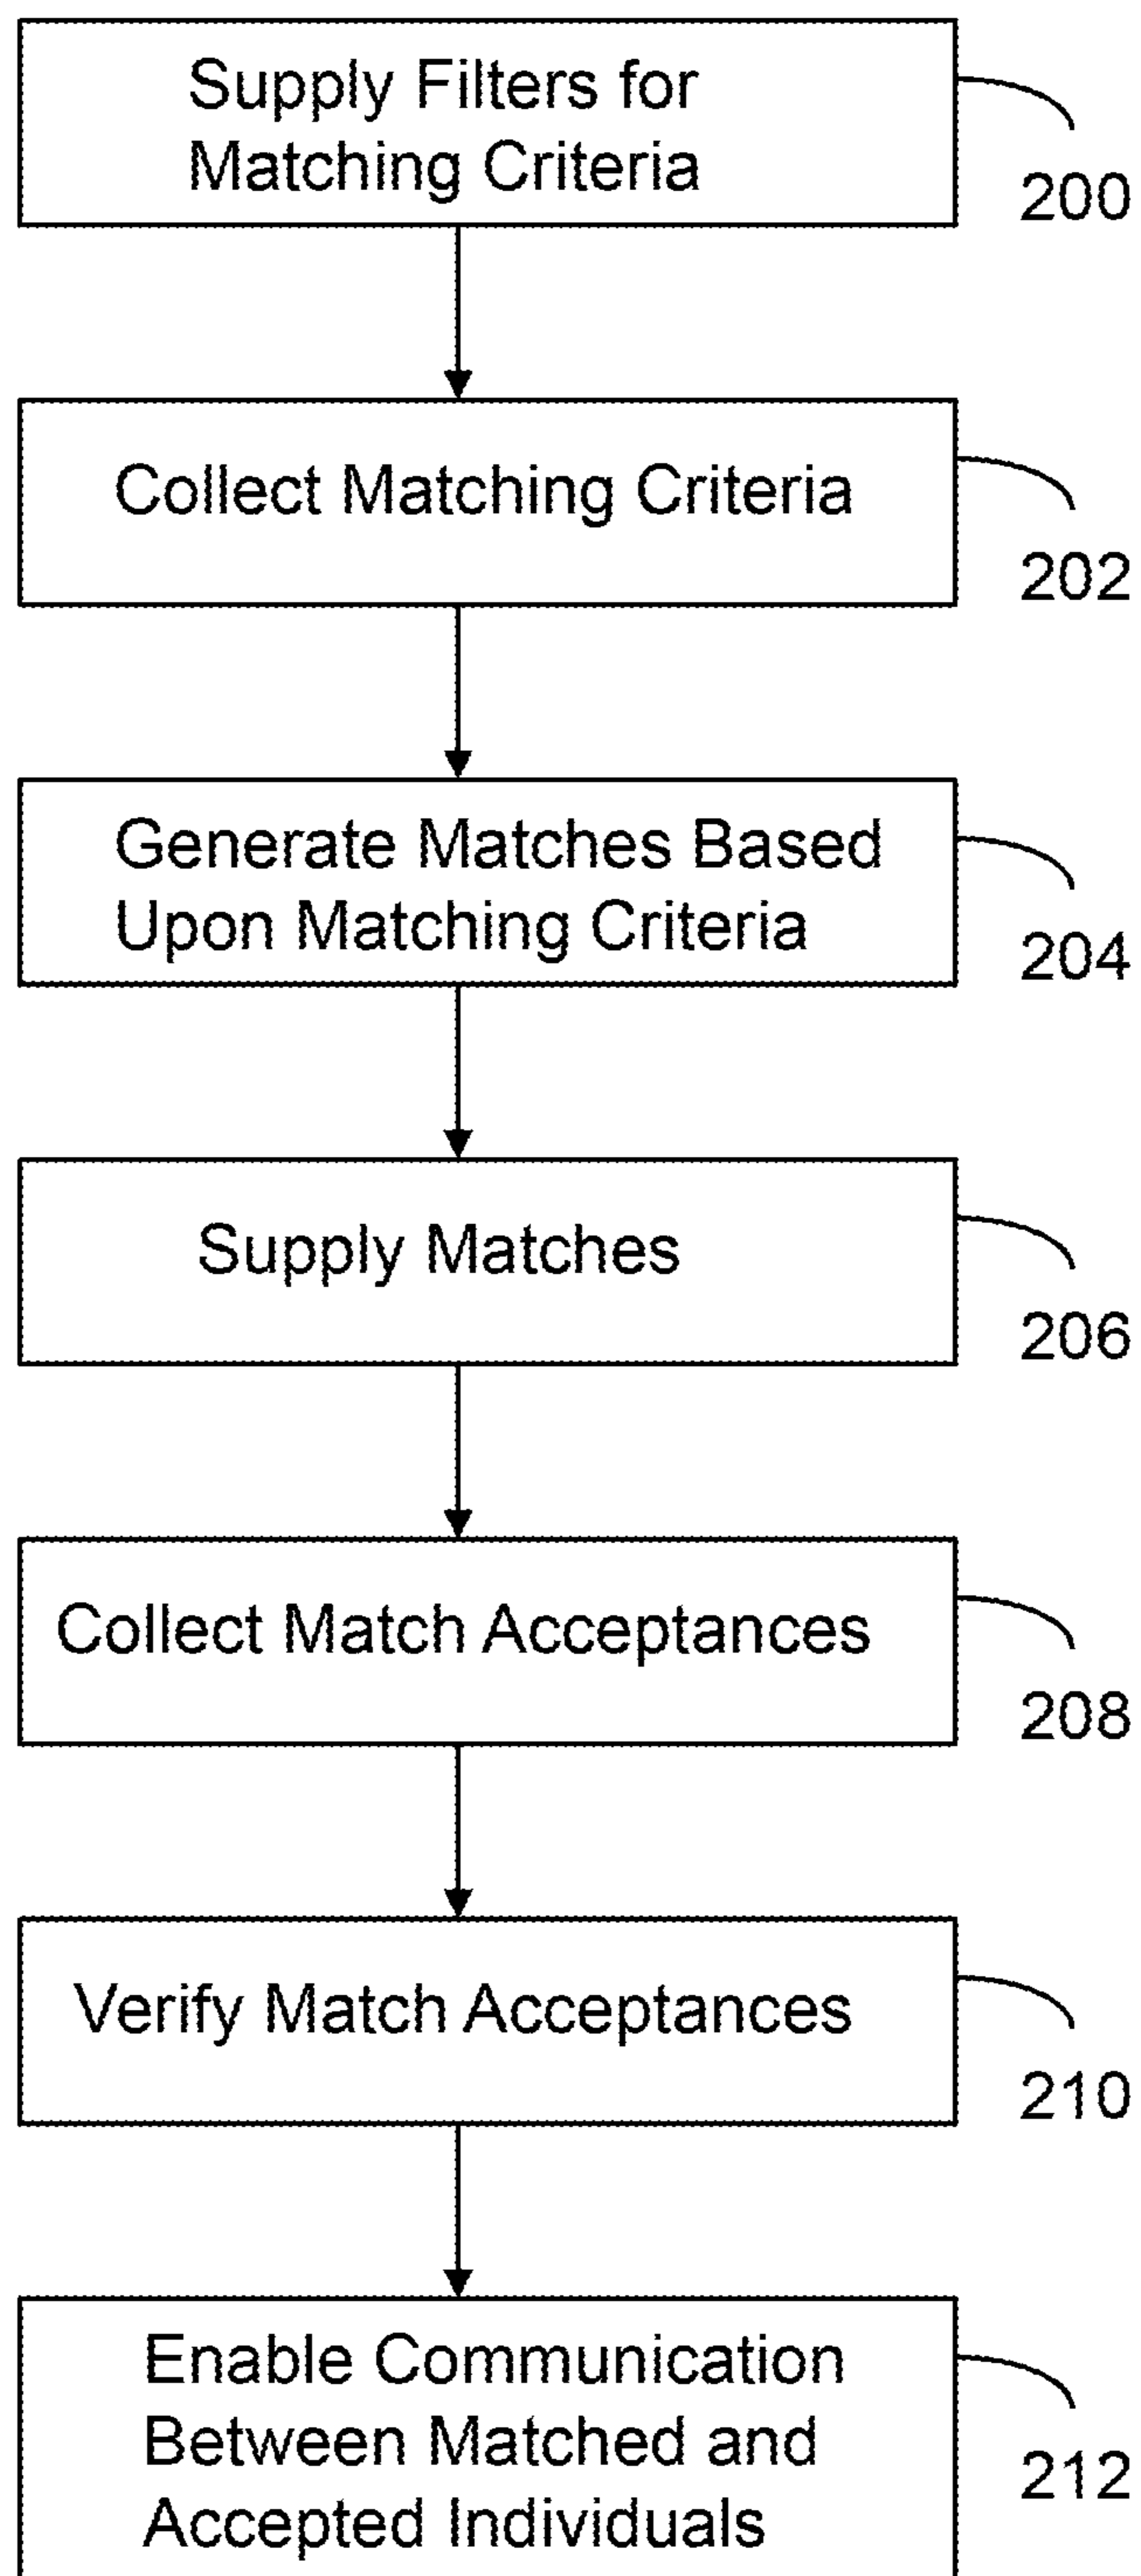 Supply Filters for
Matching Criteria
200
Collect Matching Criteria
202
Generate Matches Based
Upon Matching Criteria
204
Supply Matches
206
Collect Match Acceptances
208
Verify Match Acceptances
210
Enable Communication
Between Matched and
Accepted Individuals
212